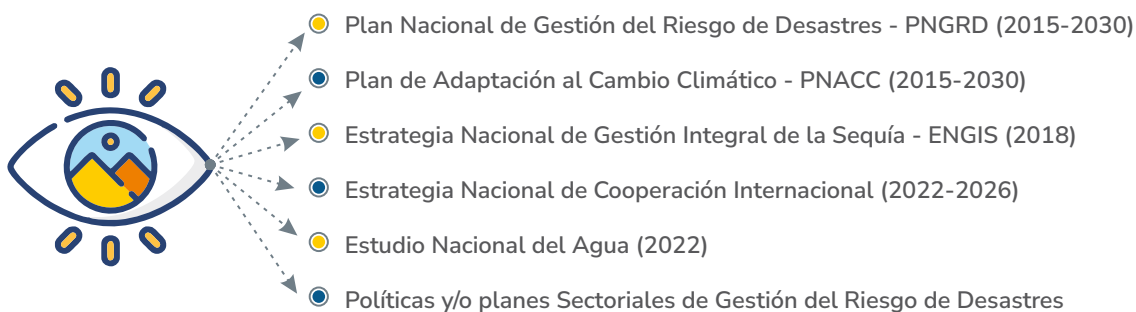 Plan Nacional de Gestión del Riesgo de Desastres - PNGRD (2015-2030)
Plan de Adaptación al Cambio Climático - PNACC (2015-2030)
Estrategia Nacional de Gestión Integral de la Sequía - ENGIS (2018)
Estrategia Nacional de Cooperación Internacional (2022-2026)
Estudio Nacional del Agua (2022)
Políticas y/o planes Sectoriales de Gestión del Riesgo de Desastres